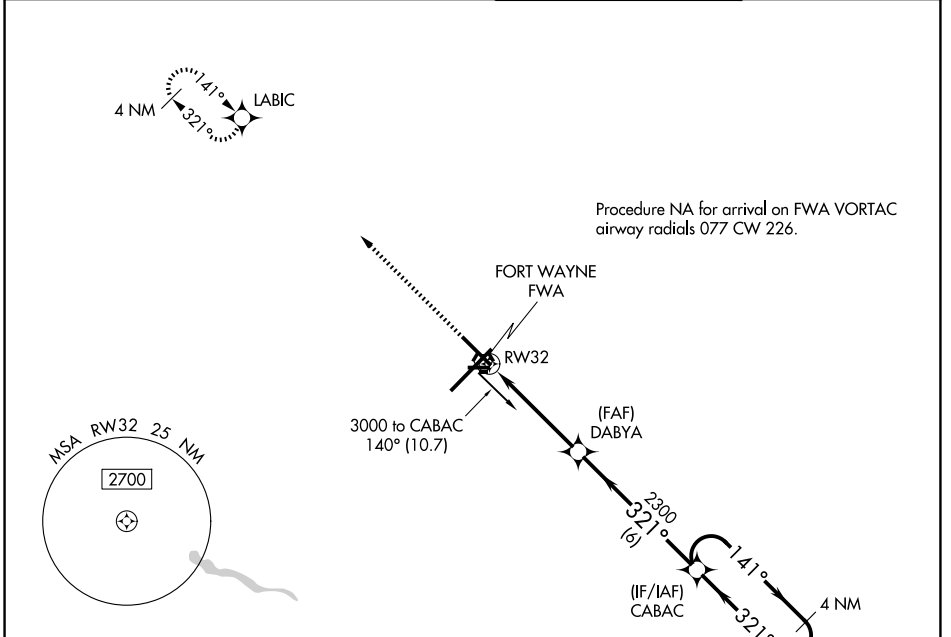 141°
321°
4 NM
LABIC
Procedure NA for arrival on FWA VORTAC
airway radials 077 CW 226.
FORT WAYNE
FWA
RW32
3000 to CABAC
140° (10.7)
(FAF)
DABYA
MSA RW32 25 NM
2700
2300
321°
(6)
141°
(IF/IAF)
CABAC
4 NM
321°